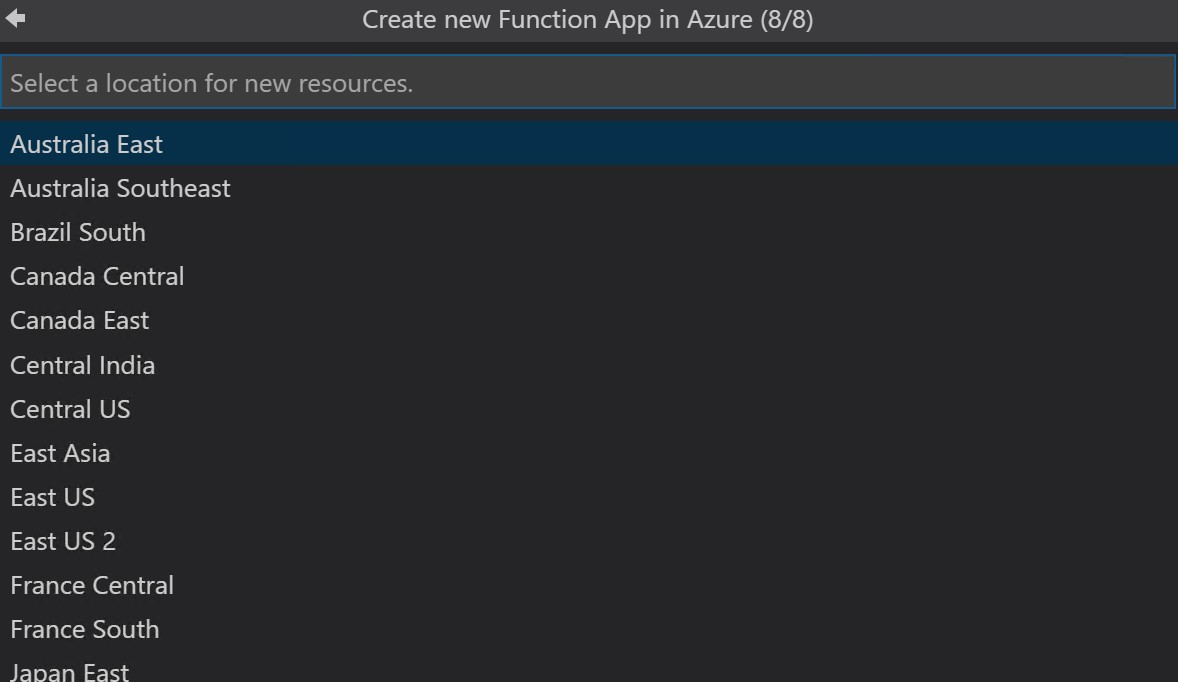 Create new Function App in Azure (8/8)
Select a location for new resources.
Australia East
Australia Southeast
Brazil South
Canada Central
Canada East
Central India
Central US
East Asia
East US
East US 2
France Central
France South
Japan East